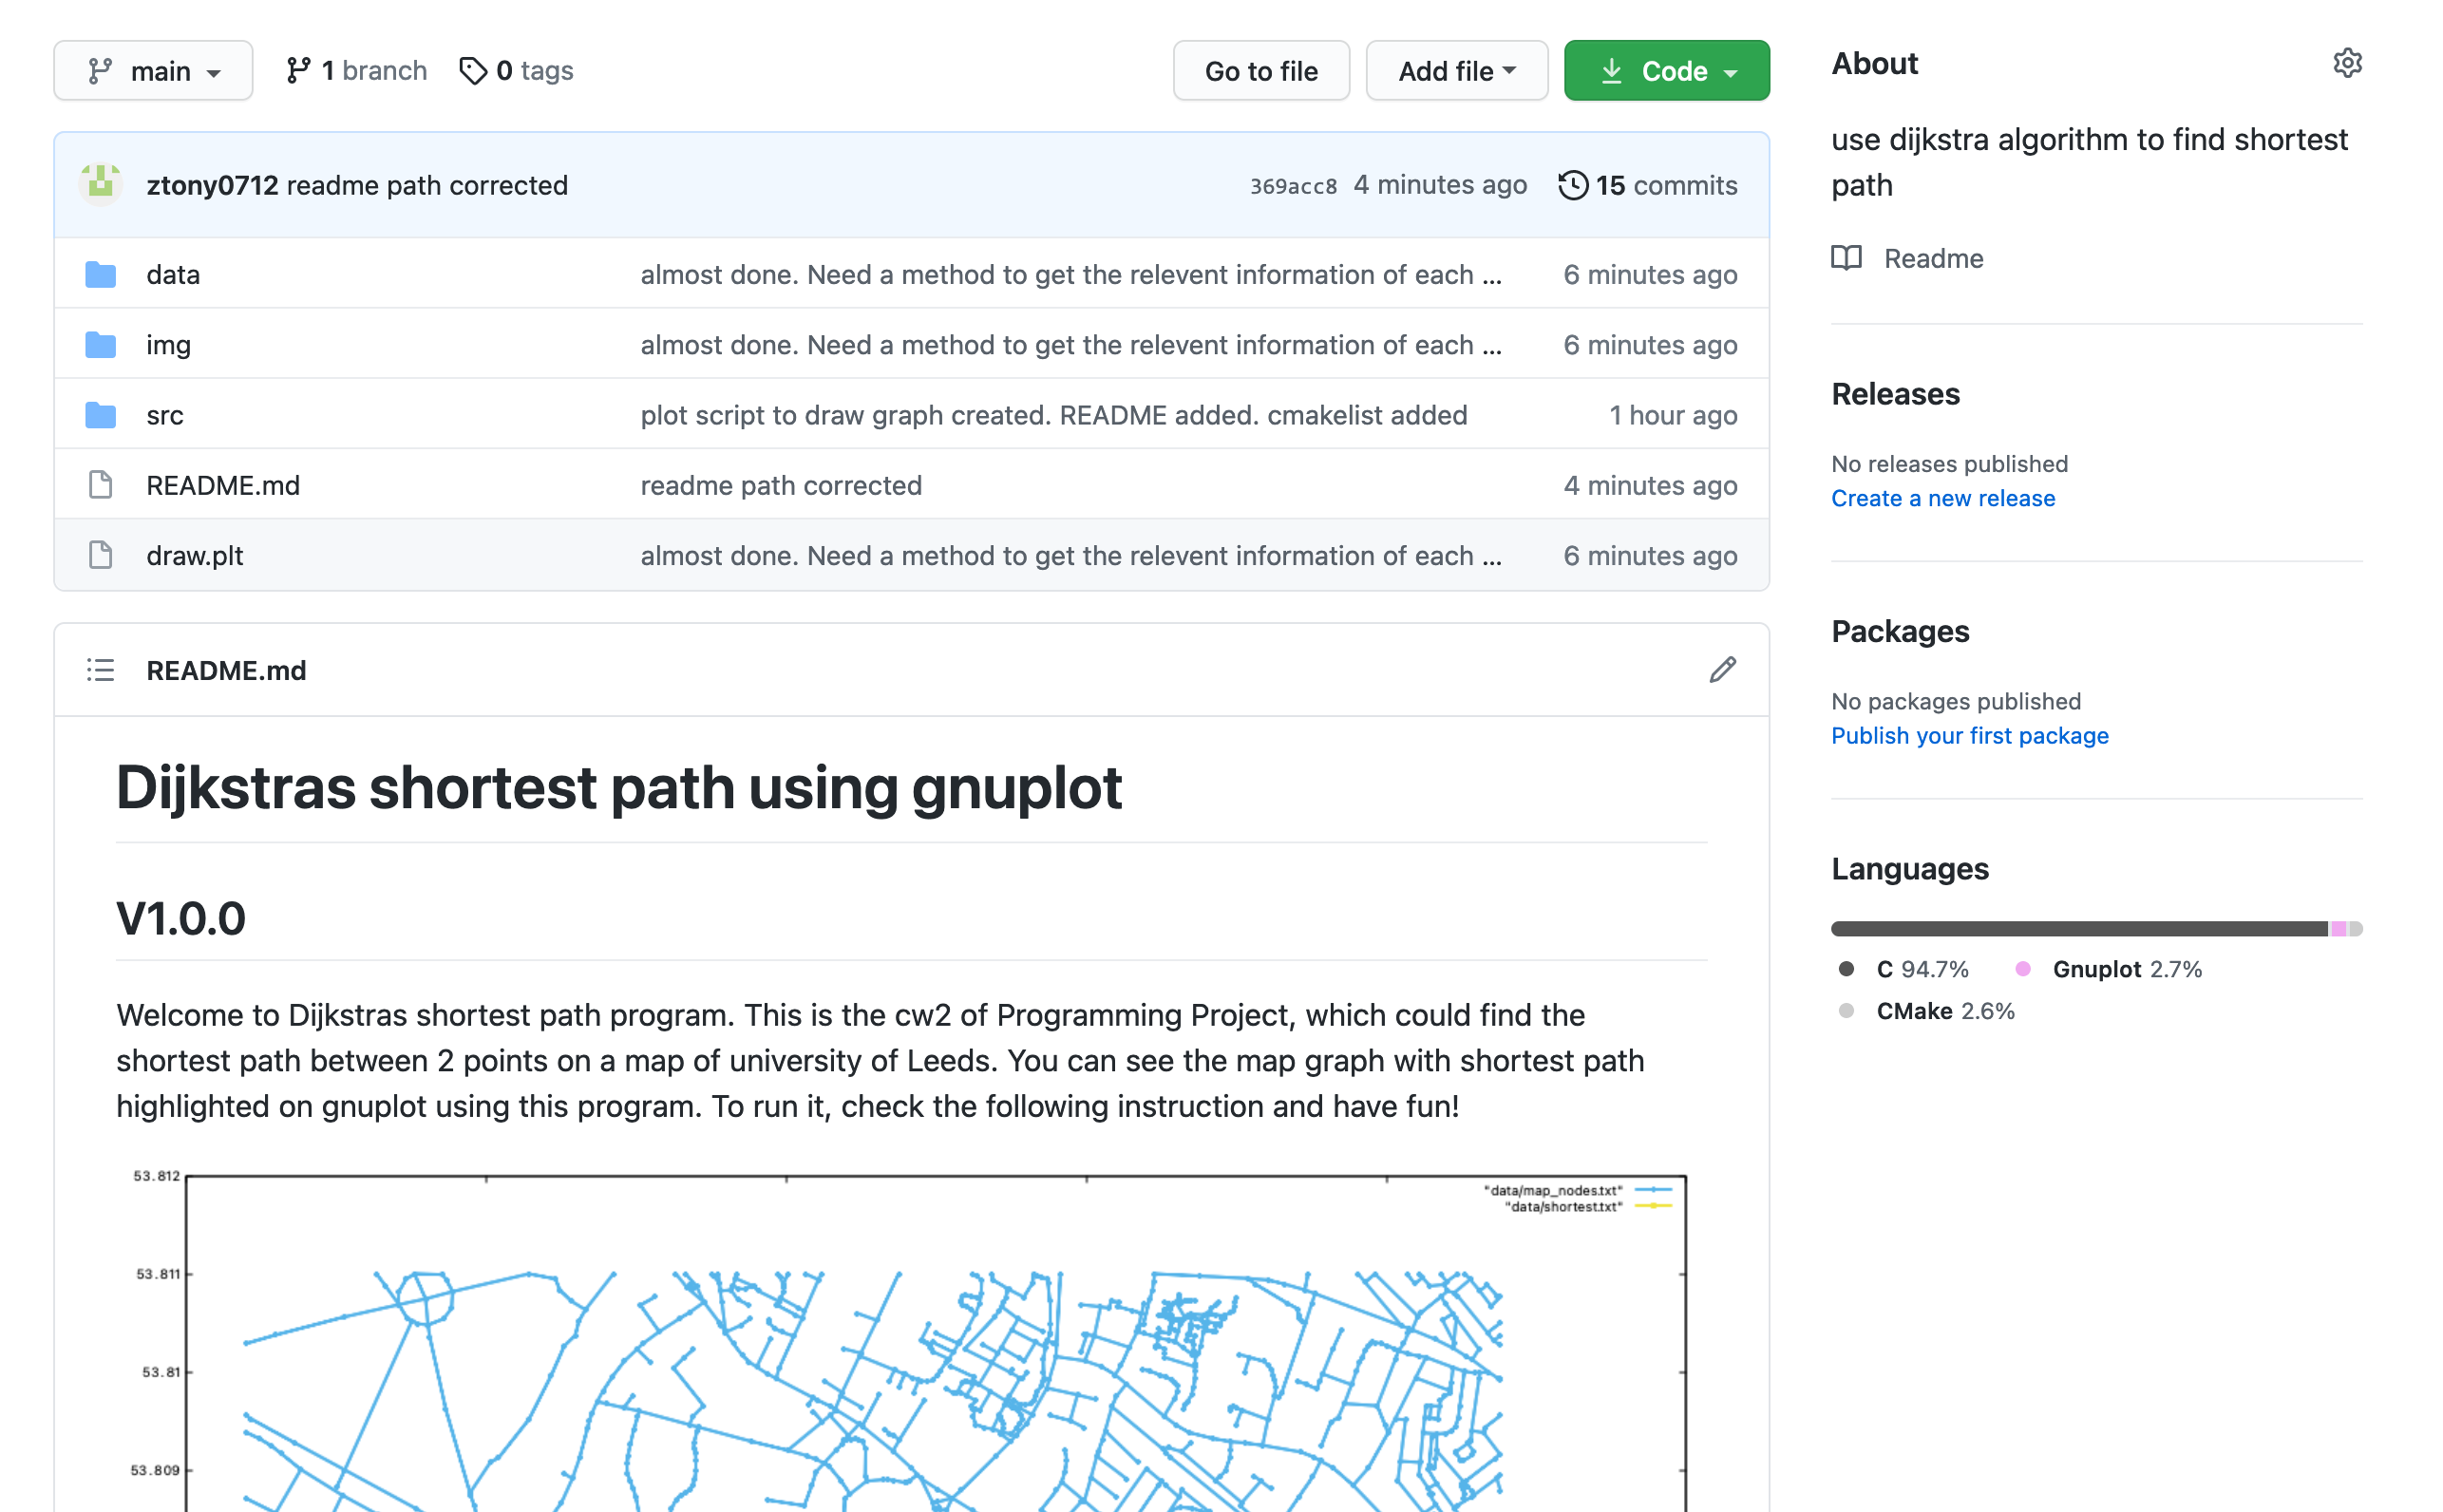 main
1 branch
0 tags
Go to file
Add file
Code
ztony0712 readme path corrected
369acc8 4 minutes ago
15 commits
data almost done. Need a method to get the relevent information of each ... 6 minutes ago
img almost done. Need a method to get the relevent information of each ... 6 minutes ago
src plot script to draw graph created. README added. cmakelist added 1 hour ago
README.md readme path corrected 4 minutes ago
draw.plt almost done. Need a method to get the relevent information of each ... 6 minutes ago
README.md
Dijkstras shortest path using gnuplot
V1.0.0
Welcome to Dijkstras shortest path program. This is the cw2 of Programming Project, which could find the
shortest path between 2 points on a map of university of Leeds. You can see the map graph with shortest path
highlighted on gnuplot using this program. To run it, check the following instruction and have fun!
53.812
"data/map_nodes.txt"
"data/shortest.txt"
53.811
53.81
53.809
About
use dijkstra algorithm to find shortest
path
Readme
Releases
No releases published
Create a new release
Packages
No packages published
Publish your first package
Languages
C 94.7%
Gnuplot 2.7%
CMake 2.6%